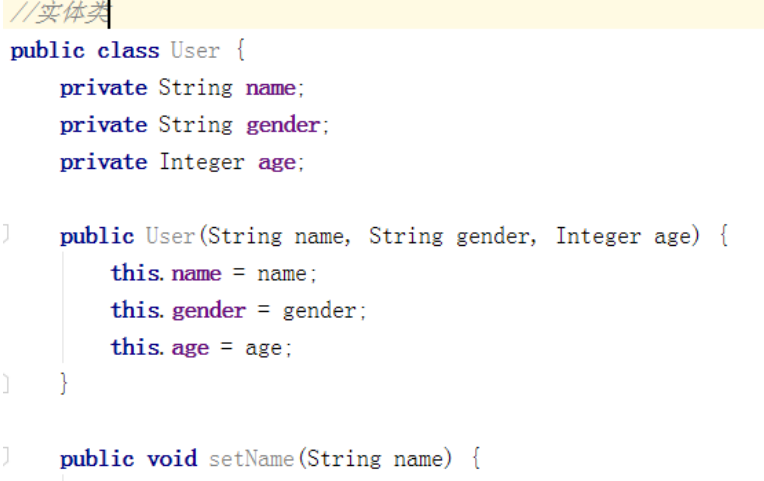 //实体类
public class User {
    private String name;
    private String gender;
    private Integer age;
    public User(String name, String gender, Integer age) {
        this.name = name;
        this.gender = gender;
        this.age = age;
    }
    public void setName(String name) {